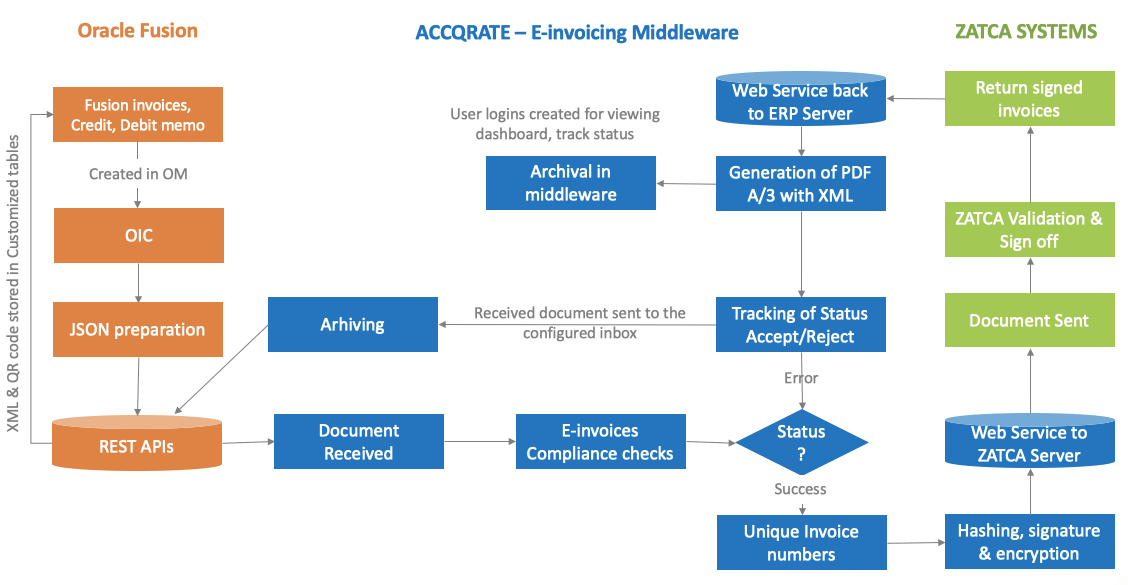 Oracle Fusion
ACCQRATE – E-invoicing Middleware
ZATCA SYSTEMS
Fusion invoices,
Credit, Debit memo
Created in OM
OIC
JSON preparation
REST APIs
XML & QR code stored in Customized tables
User logins created for viewing
dashboard, track status
Archival in
middleware
Web Service back
to ERP Server
Generation of PDF
A/3 with XML
Tracking of Status
Accept/Reject
Received document sent to the
configured inbox
Arhiving
Error
Document
Received
E-invoices
Compliance checks
Status
?
Success
Unique Invoice
numbers
Hashing, signature
& encryption
Web Service to
ZATCA Server
Document Sent
ZATCA Validation &
Sign off
Return signed
invoices